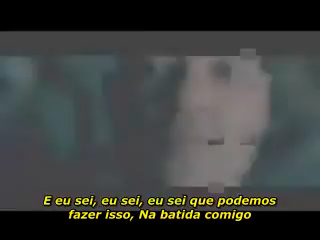 E eu sei, eu sei, eu sei que podemos
fazer isso, Na batida comigo